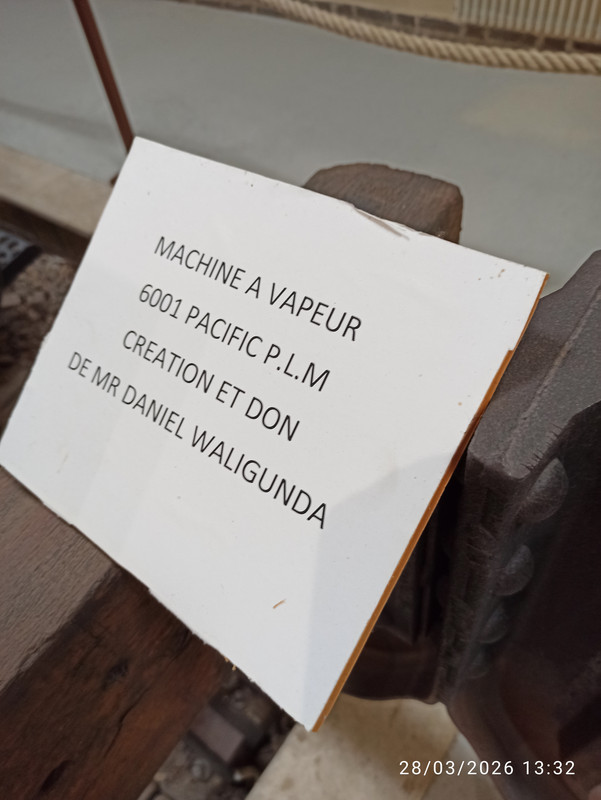 MACHINE A VAPEUR
6001 PACIFIC P.L.M
CREATION ET DON
DE MR DANIEL WALIGUNDA
28/03/2026 13:32